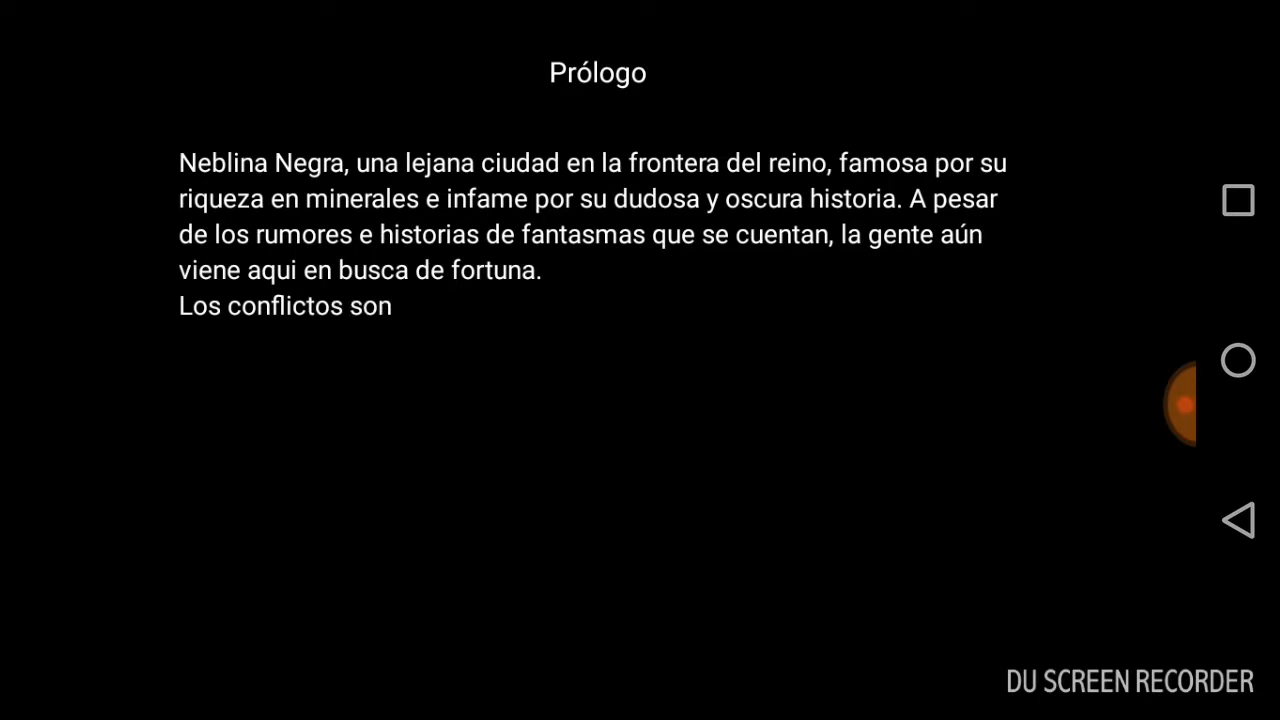 Prólogo
Neblina Negra, una lejana ciudad en la frontera del reino, famosa por su
riqueza en minerales e infame por su dudosa y oscura historia. A pesar
de los rumores e historias de fantasmas que se cuentan, la gente aún
viene aqui en busca de fortuna.
Los conflictos son
DU SCREEN RECORDER